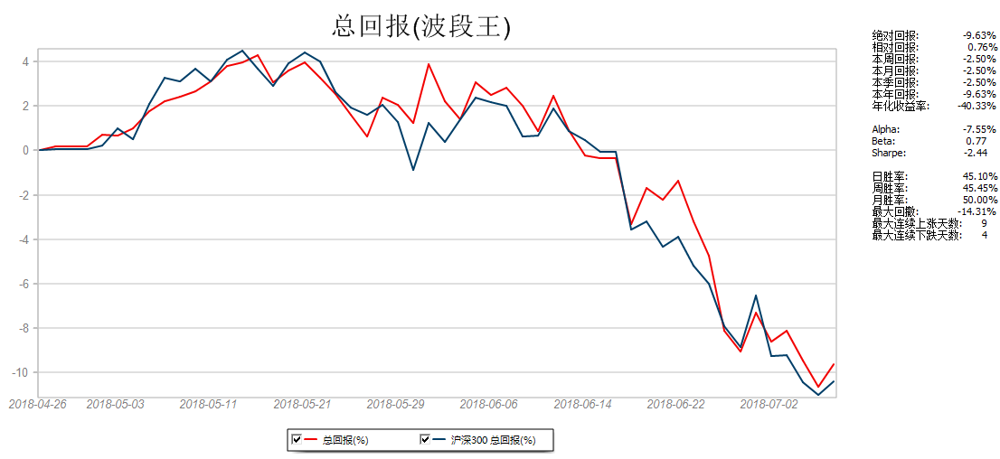 总回报(波段王)
4
2
0
-2
-4
-6
-8
-10
2018-04-26 2018-05-03 2018-05-11 2018-05-21 2018-05-29 2018-06-06 2018-06-14 2018-06-22 2018-07-02
总回报(%) 沪深300 总回报(%)
绝对回报: -9.63%
相对回报: 0.76%
本周回报: -2.50%
本月回报: -2.50%
本季回报: -2.50%
本年回报: -9.63%
年化收益率: -40.33%
Alpha: -7.55%
Beta: 0.77
Sharpe: -2.44
日胜率: 45.10%
周胜率: 45.45%
月胜率: 50.00%
最大回撤: -14.31%
最大连续上涨天数: 9
最大连续下跌天数: 4